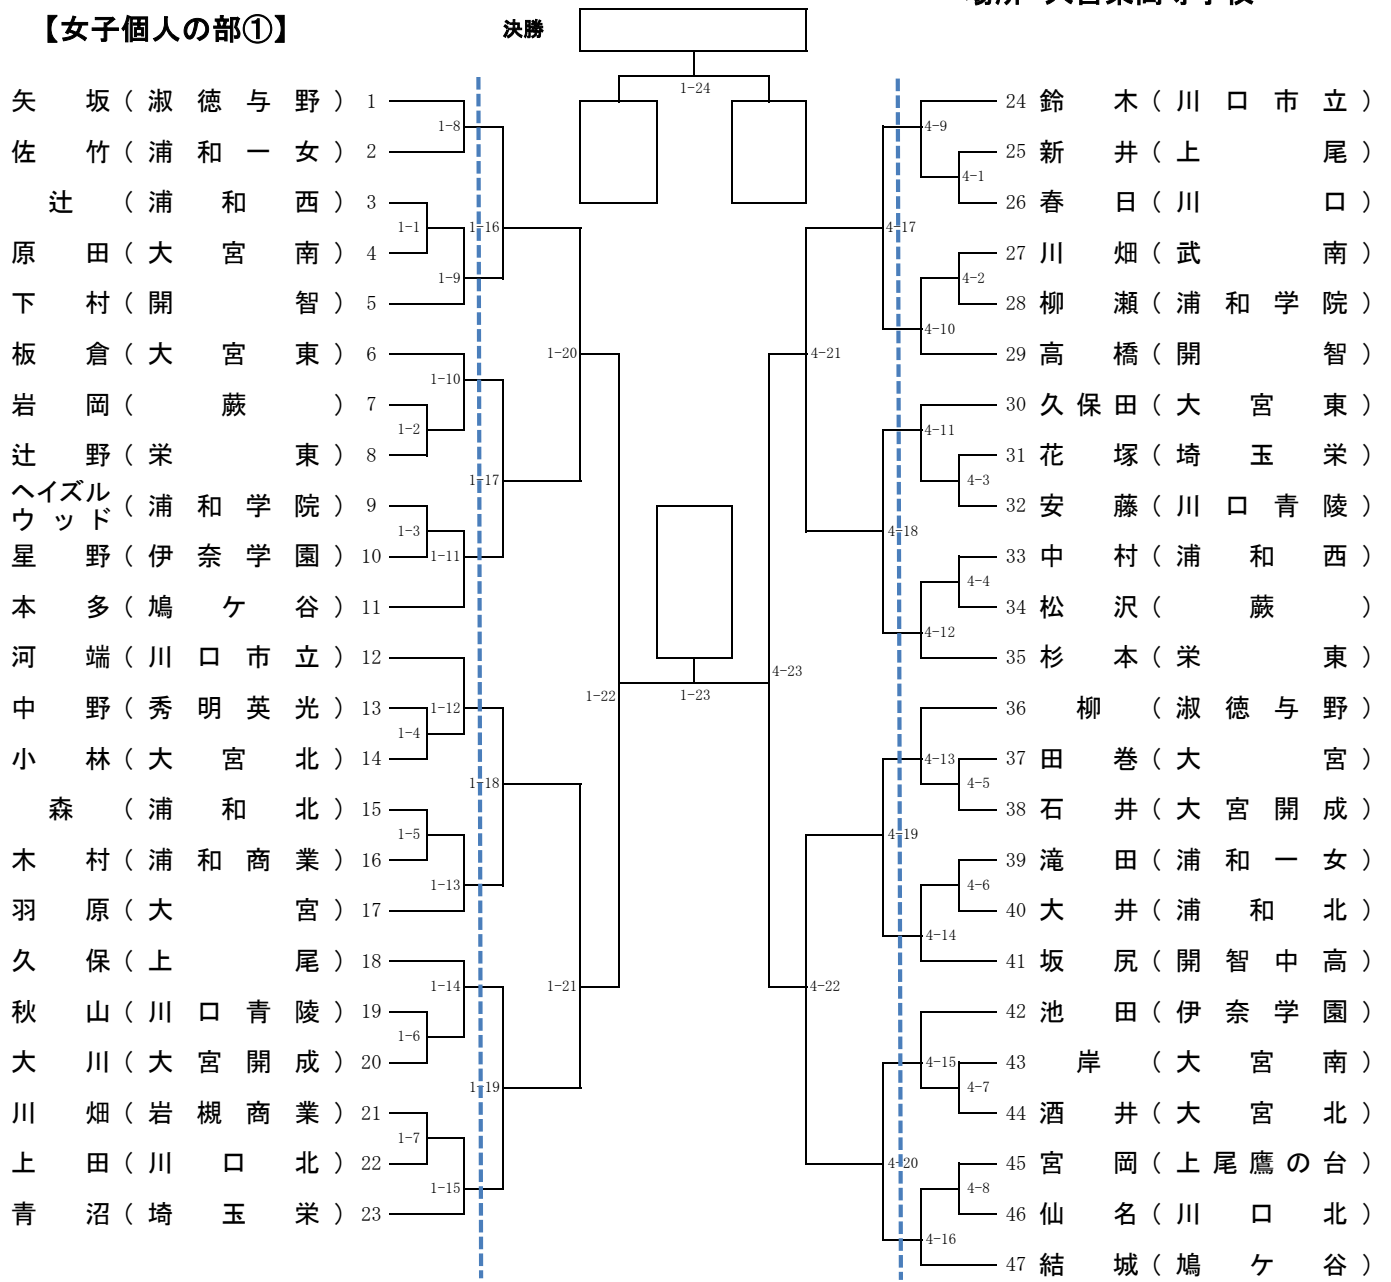 【女子個人の部①】
決勝
1-24
矢坂（淑徳与野）1
1-8
佐竹（浦和一女）2
辻（浦和西）3
1-1
1-16
原田（大宮南）4
1-9
下村（開智）5
1-20
板倉（大宮東）6
1-10
岩岡（蕨）7
1-2
辻野（栄東）8
1-17
ヘイズルウッド（浦和学院）9
1-3
星野（伊奈学園）10
1-11
本多（鳩ケ谷）11
河端（川口市立）12
1-22
1-23
中野（秀明英光）13
1-12
1-4
小林（大宮北）14
1-18
森（浦和北）15
1-5
木村（浦和商業）16
1-13
羽原（大宮）17
久保（上尾）18
1-14
1-21
秋山（川口青陵）19
1-6
大川（大宮開成）20
1-19
川畑（岩槻商業）21
1-7
上田（川口北）22
1-15
青沼（埼玉栄）23
24 鈴木（川口市立）
4-9
25 新井（上尾）
4-1
26 春日（川口）
4-17
27 川畑（武南）
4-2
28 柳瀬（浦和学院）
4-10
29 高橋（開智）
4-21
30 久保田（大宮東）
4-11
31 花塚（埼玉栄）
4-3
32 安藤（川口青陵）
4-18
33 中村（浦和西）
4-4
34 松沢（蕨）
4-12
35 杉本（栄東）
4-23
36 柳（淑徳与野）
4-13
37 田巻（大宮）
4-5
38 石井（大宮開成）
4-19
39 滝田（浦和一女）
4-6
40 大井（浦和北）
4-14
41 坂尻（開智中高）
4-22
42 池田（伊奈学園）
4-15
43 岸（大宮南）
4-7
44 酒井（大宮北）
4-20
45 宮岡（上尾鷹の台）
4-8
46 仙名（川口北）
4-16
47 結城（鳩ケ谷）